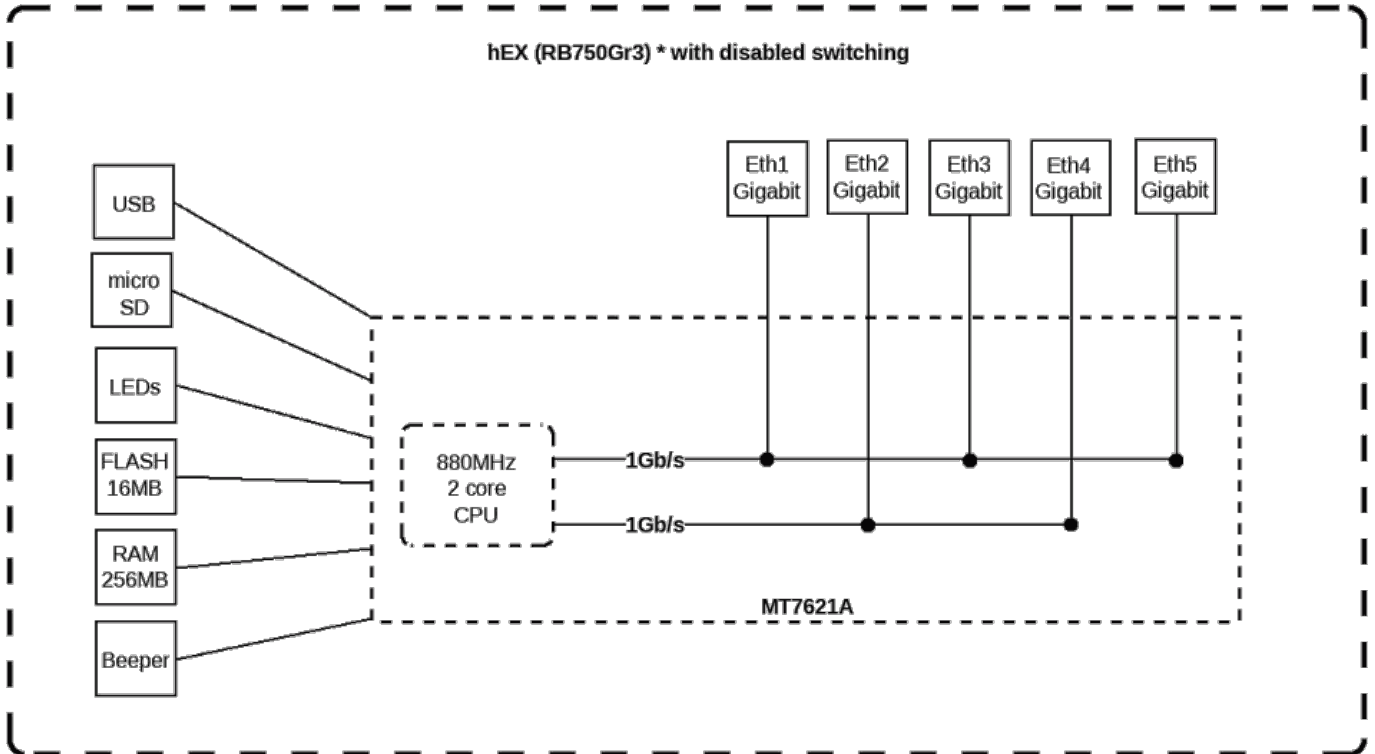 hEX (RB750Gr3) * with disabled switching
Eth1
Gigabit
Eth2
Gigabit
Eth3
Gigabit
Eth4
Gigabit
Eth5
Gigabit
USB
micro
SD
LEDs
FLASH
16MB
RAM
256MB
Beeper
880MHz
2 core
CPU
1Gb/s
1Gb/s
MT7621A